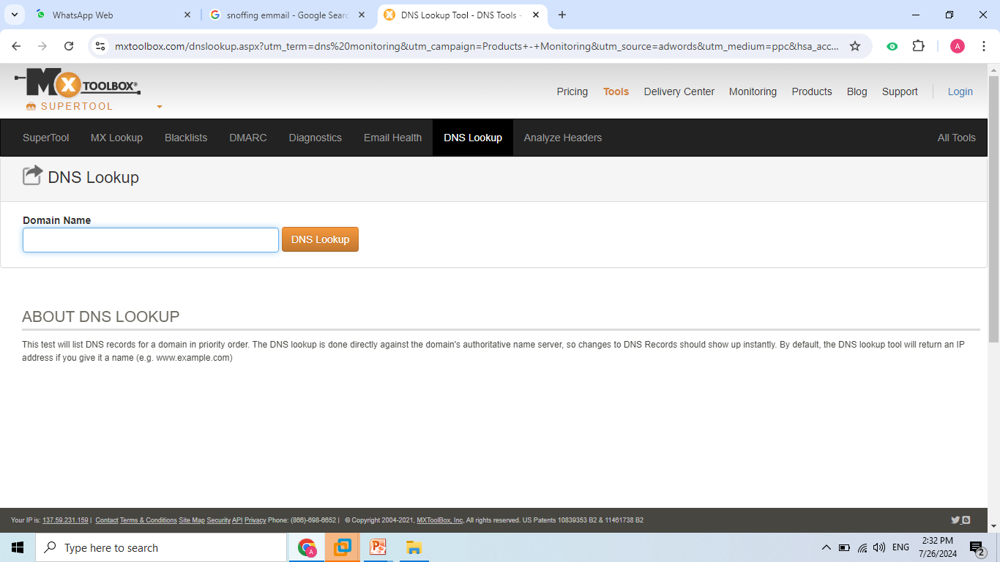 WhatsApp Web
snoffing emmail - Google Sear
DNS Lookup Tool - DNS Tools -
mxtoolbox.com/dnslookup.aspx?utm_term=dns%20monitoring&utm_campaign=Products+-+Monitoring&utm_source=adwords&utm_medium=ppc&hsa_acc...
A
MX TOOLBOX®
SUPERTOOL
Pricing Tools Delivery Center Monitoring Products Blog Support Login
SuperTool MX Lookup Blacklists DMARC Diagnostics Email Health DNS Lookup Analyze Headers All Tools
DNS Lookup
Domain Name
DNS Lookup
ABOUT DNS LOOKUP
This test will list DNS records for a domain in priority order. The DNS lookup is done directly against the domain's authoritative name server, so changes to DNS Records should show up instantly. By default, the DNS lookup tool will return an IP
address if you give it a name (e.g. www.example.com)
Your IP is: 137.59.231.159 | Contact Terms & Conditions Site Map Security API Privacy Phone: (866)-698-6652 | © Copyright 2004-2021, MXToolBox, Inc, All rights reserved. US Patents 10839353 B2 & 11461738 B2
Type here to search
A
ENG
2:32 PM
7/26/2024
2